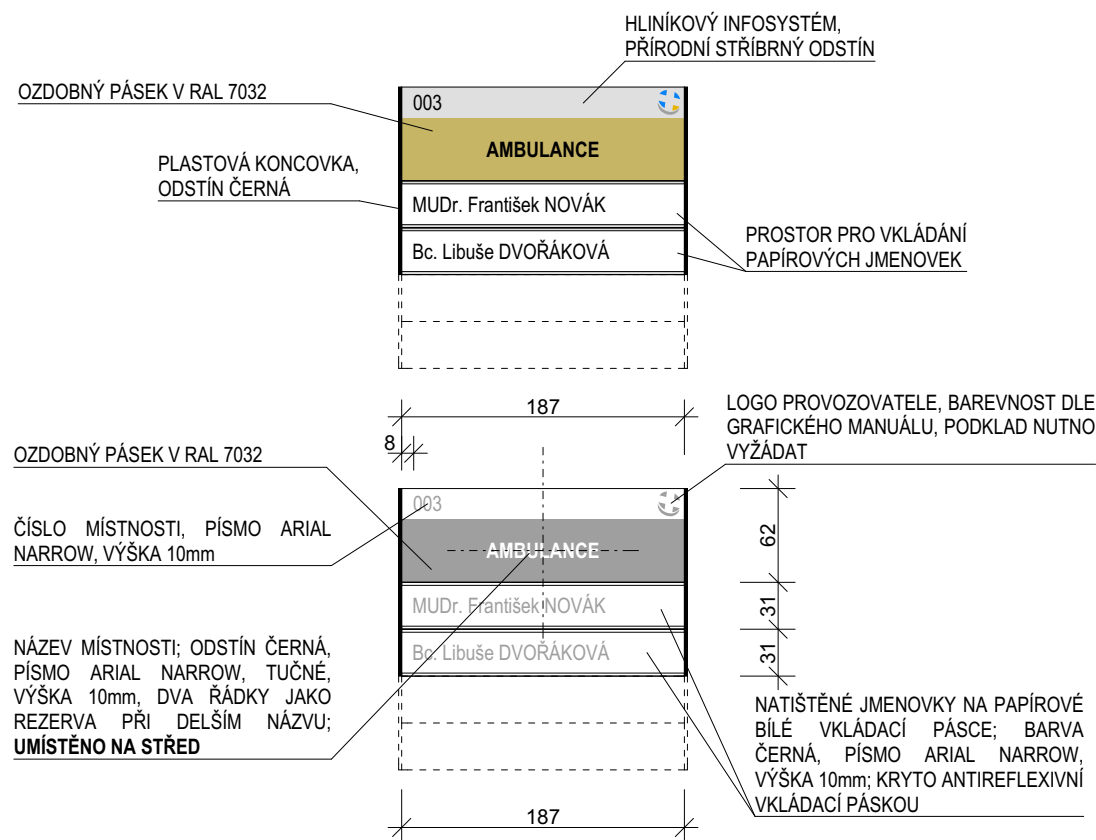 HLINÍKOVÝ INFOSYSTÉM,
PŘÍRODNÍ STŘÍBRNÝ ODSTÍN
OZDOBNÝ PÁSEK V RAL 7032
003
AMBULANCE
PLASTOVÁ KONCOVKA,
ODSTÍN ČERNÁ
MUDr. František NOVÁK
Bc. Libuše DVOŘÁKOVÁ
PROSTOR PRO VKLÁDÁNÍ
PAPÍROVÝCH JMENOVEK
187
8
LOGO PROVOZOVATELE, BAREVNOST DLE
GRAFICKÉHO MANUÁLU, PODKLAD NUTNO
VYŽÁDAT
OZDOBNÝ PÁSEK V RAL 7032
003
ČÍSLO MÍSTNOSTI, PÍSMO ARIAL
NARROW, VÝŠKA 10mm
AMBULANCE
62
MUDr. František NOVÁK
31
Bc. Libuše DVOŘÁKOVÁ
31
NÁZEV MÍSTNOSTI; ODSTÍN ČERNÁ,
PÍSMO ARIAL NARROW, TUČNÉ,
VÝŠKA 10mm, DVA ŘÁDKY JAKO
REZERVA PŘI DELŠÍM NÁZVU;
UMÍSTĚNO NA STŘED
NATIŠTĚNÉ JMENOVKY NA PAPÍROVÉ
BÍLÉ VKLÁDACÍ PÁSCE; BARVA
ČERNÁ, PÍSMO ARIAL NARROW,
VÝŠKA 10mm; KRYTO ANTIREFLEXIVNÍ
VKLÁDACÍ PÁSKOU
187